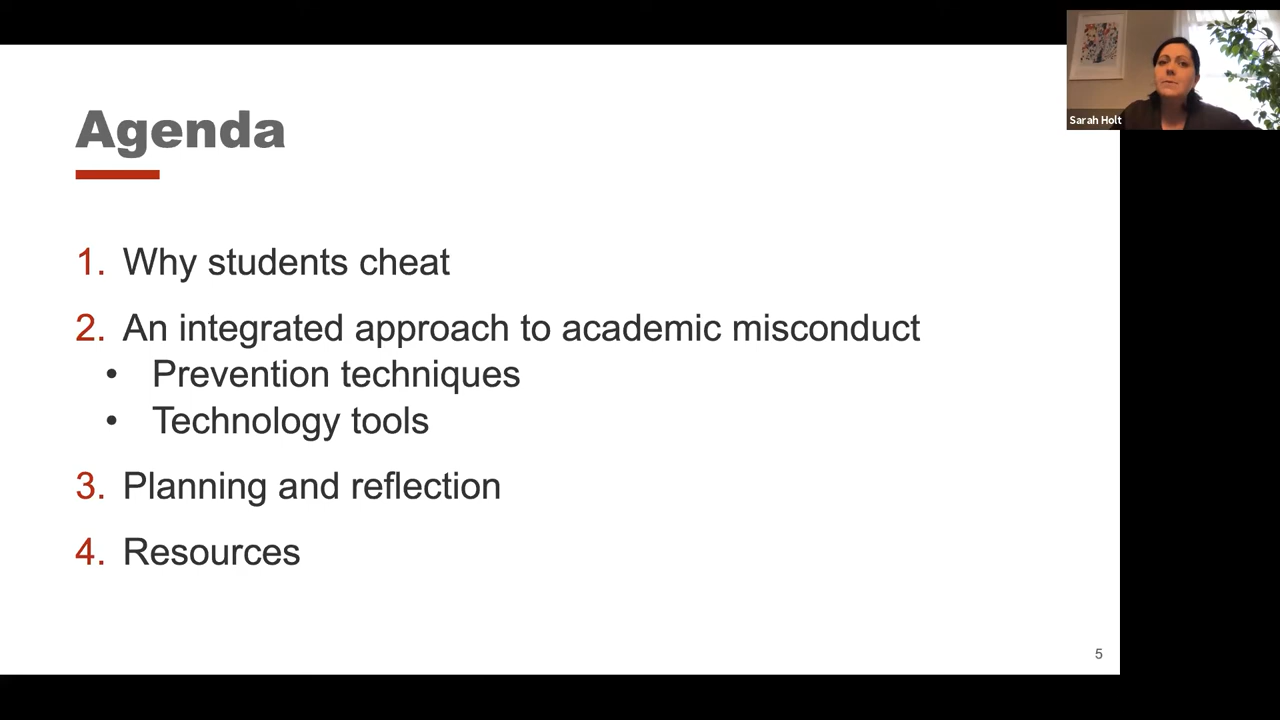 Agenda
1. Why students cheat
2. An integrated approach to academic misconduct
• Prevention techniques
• Technology tools
3. Planning and reflection
4. Resources
5
Sarah Holt